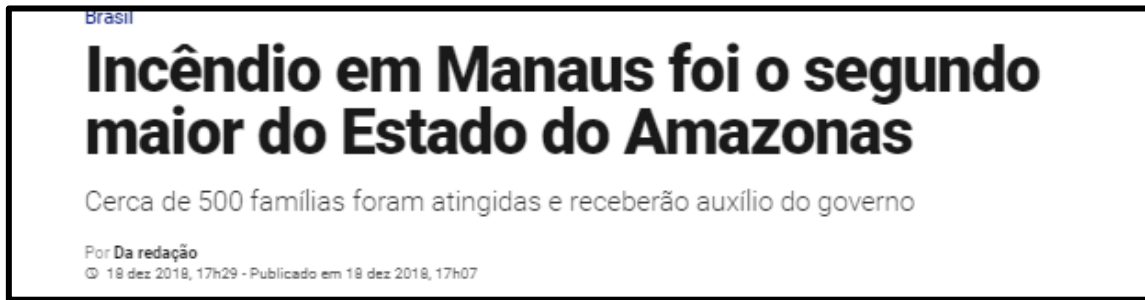 Brasil
Incêndio em Manaus foi o segundo
maior do Estado do Amazonas
Cerca de 500 famílias foram atingidas e receberão auxílio do governo
Por Da redação
18 dez 2018, 17h29 - Publicado em 18 dez 2018, 17h07